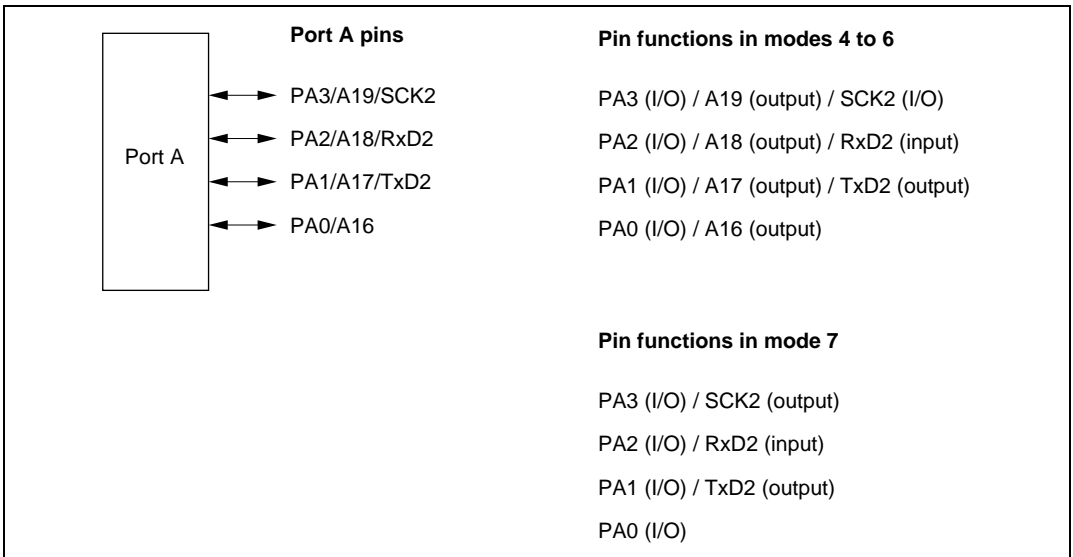 Port A
Port A pins
PA3/A19/SCK2
PA2/A18/RxD2
PA1/A17/TxD2
PA0/A16
Pin functions in modes 4 to 6
PA3 (I/O) / A19 (output) / SCK2 (I/O)
PA2 (I/O) / A18 (output) / RxD2 (input)
PA1 (I/O) / A17 (output) / TxD2 (output)
PA0 (I/O) / A16 (output)
Pin functions in mode 7
PA3 (I/O) / SCK2 (output)
PA2 (I/O) / RxD2 (input)
PA1 (I/O) / TxD2 (output)
PA0 (I/O)